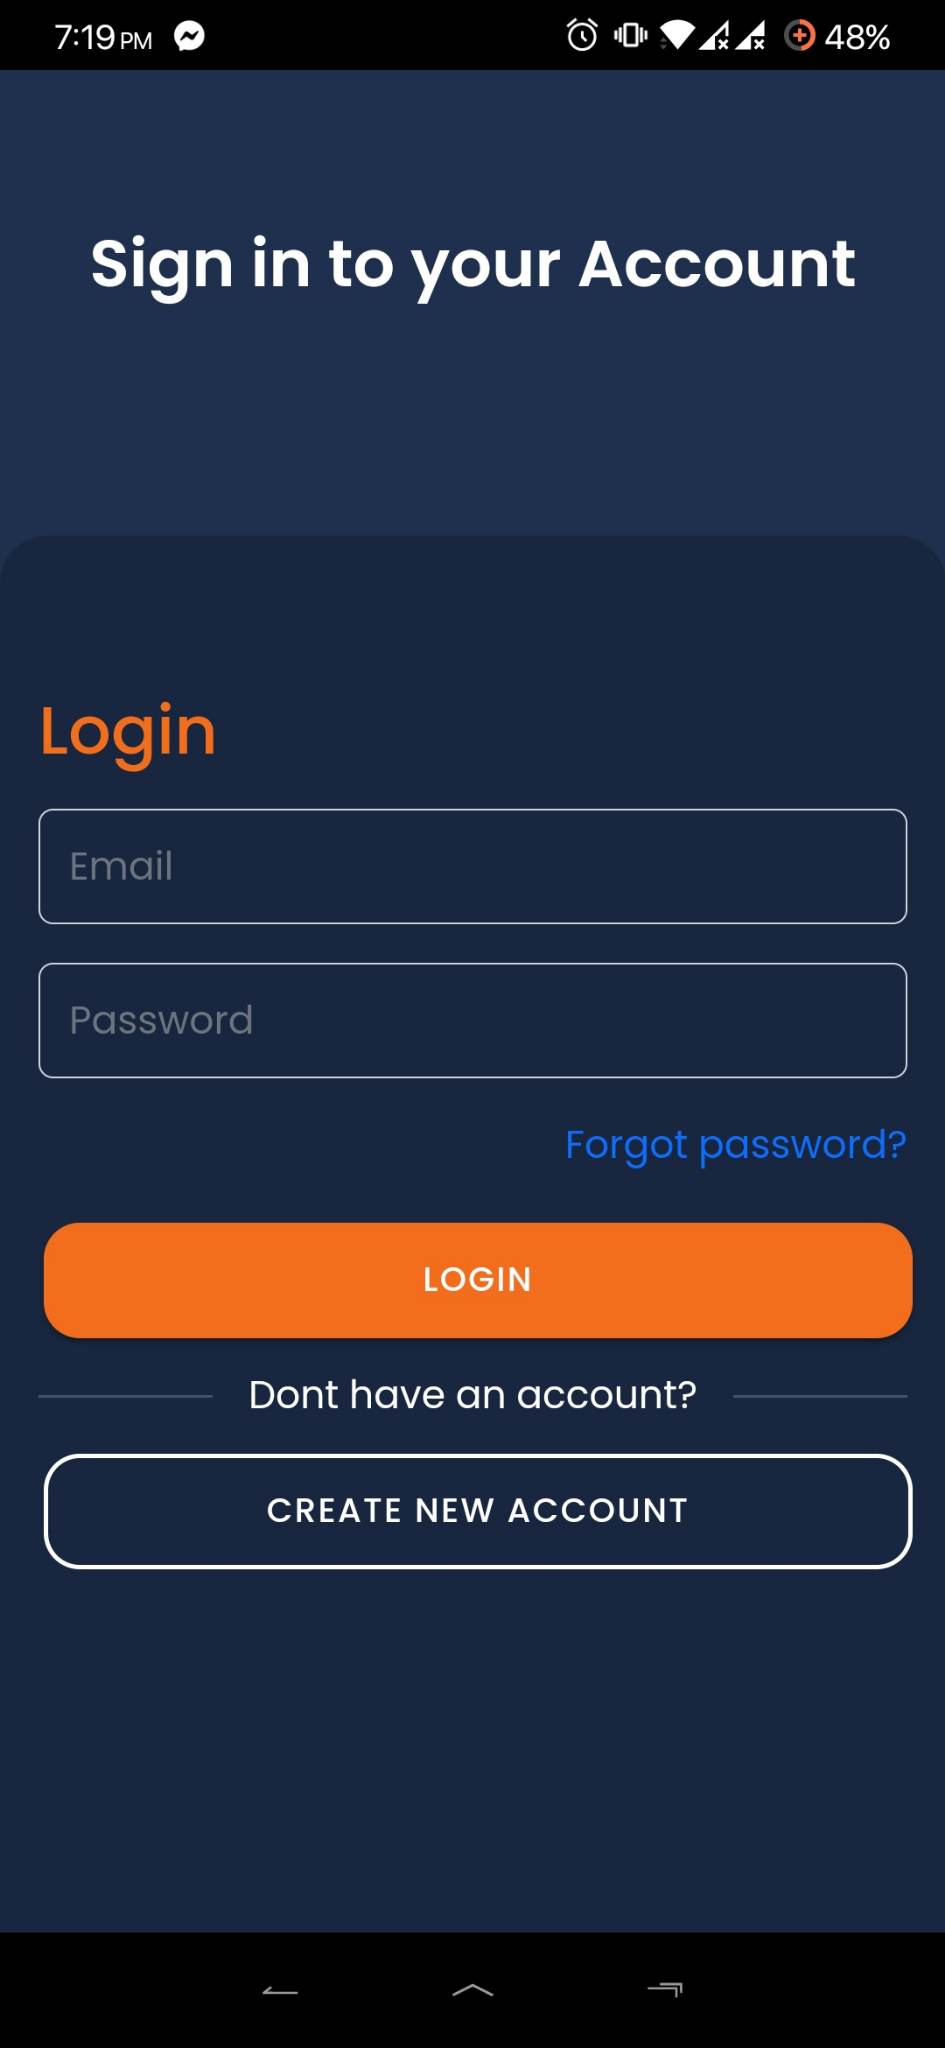 7:19 PM 48%
Sign in to your Account
Login
Email
Password
Forgot password?
LOGIN
Dont have an account?
CREATE NEW ACCOUNT